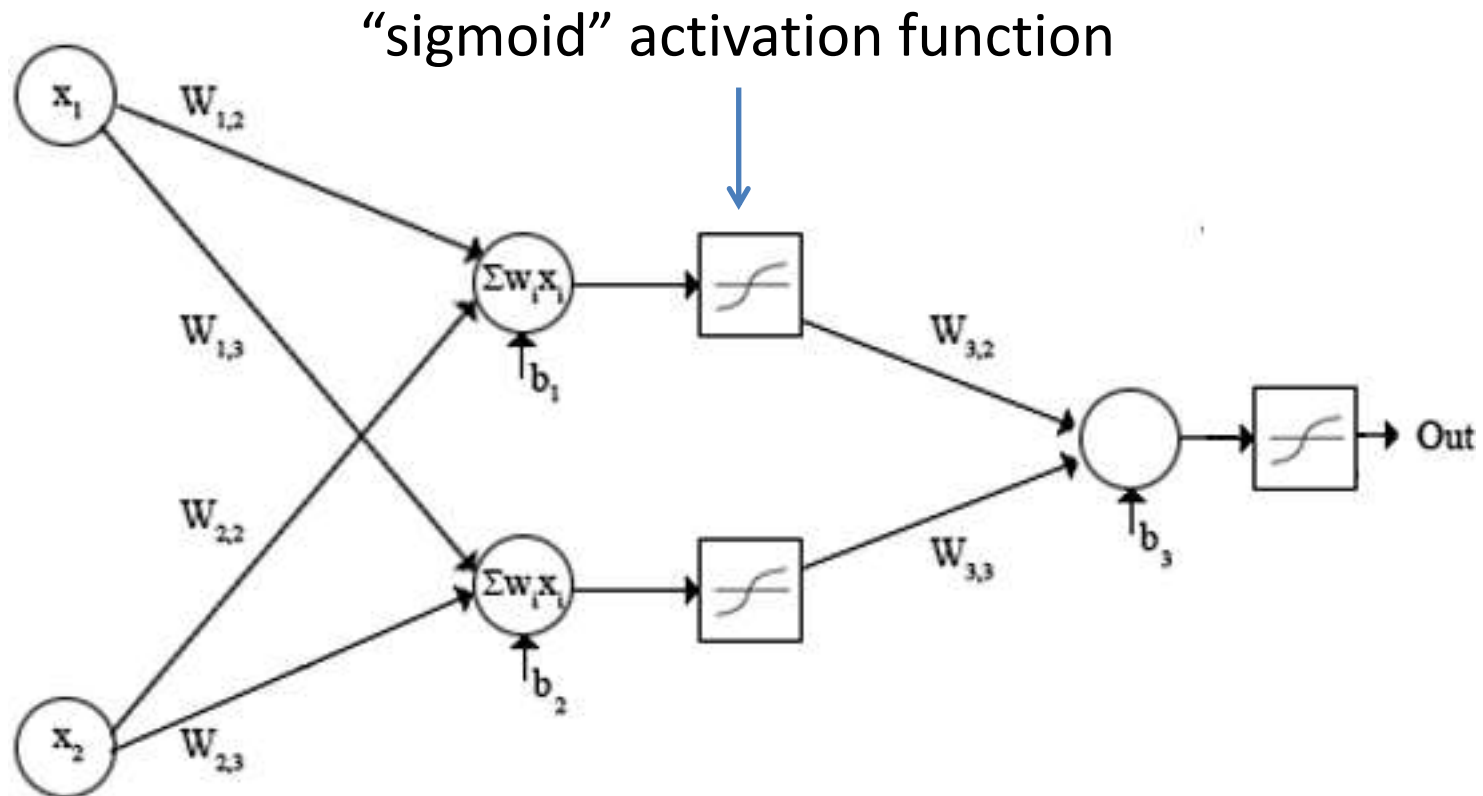 “sigmoid” activation function
x₁
W₁,₂
Σwᵢxᵢ
b₁
W₁,₃
W₃,₂
Out
b₃
W₂,₂
W₃,₃
Σwᵢxᵢ
b₂
x₂
W₂,₃